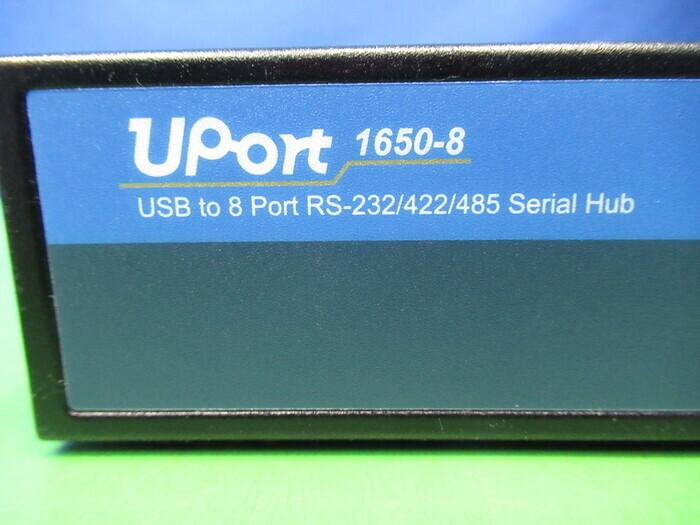 UPort 1650-8
USB to 8 Port RS-232/422/485 Serial Hub